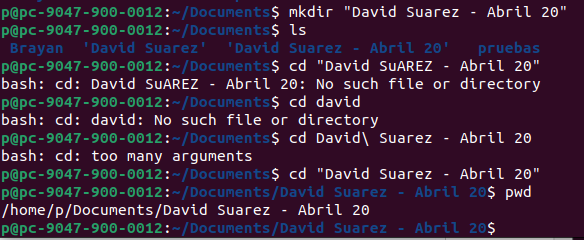 p@pc-9047-900-0012:~/Documents$ mkdir "David Suarez - Abril 20"
p@pc-9047-900-0012:~/Documents$ ls
Brayan  'David Suarez'  'David Suarez - Abril 20'   pruebas
p@pc-9047-900-0012:~/Documents$ cd "David SuAREZ - Abril 20"
bash: cd: David SuAREZ - Abril 20: No such file or directory
p@pc-9047-900-0012:~/Documents$ cd david
bash: cd: david: No such file or directory
p@pc-9047-900-0012:~/Documents$ cd David\ Suarez - Abril 20
bash: cd: too many arguments
p@pc-9047-900-0012:~/Documents$ cd "David Suarez - Abril 20"
p@pc-9047-900-0012:~/Documents/David Suarez - Abril 20$ pwd
/home/p/Documents/David Suarez - Abril 20
p@pc-9047-900-0012:~/Documents/David Suarez - Abril 20$